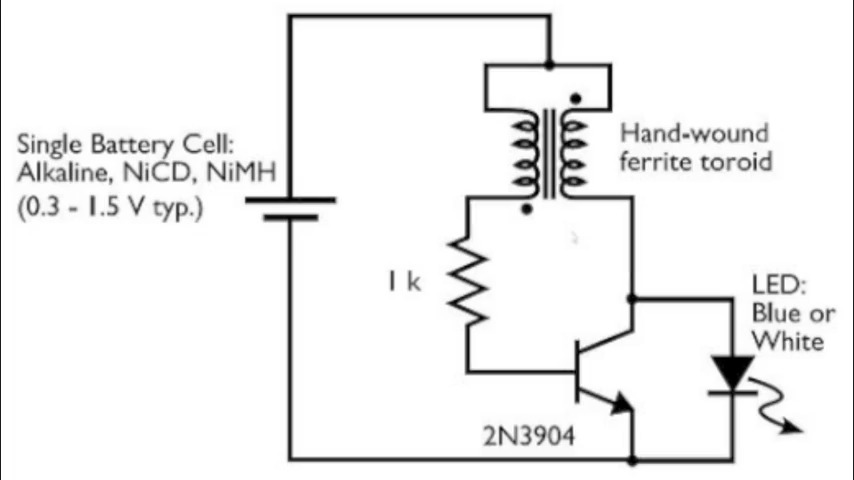 Single Battery Cell:
Alkaline, NiCD, NiMH
(0.3 - 1.5 V typ.)
Hand-wound
ferrite toroid
1 k
LED:
Blue or
White
2N3904